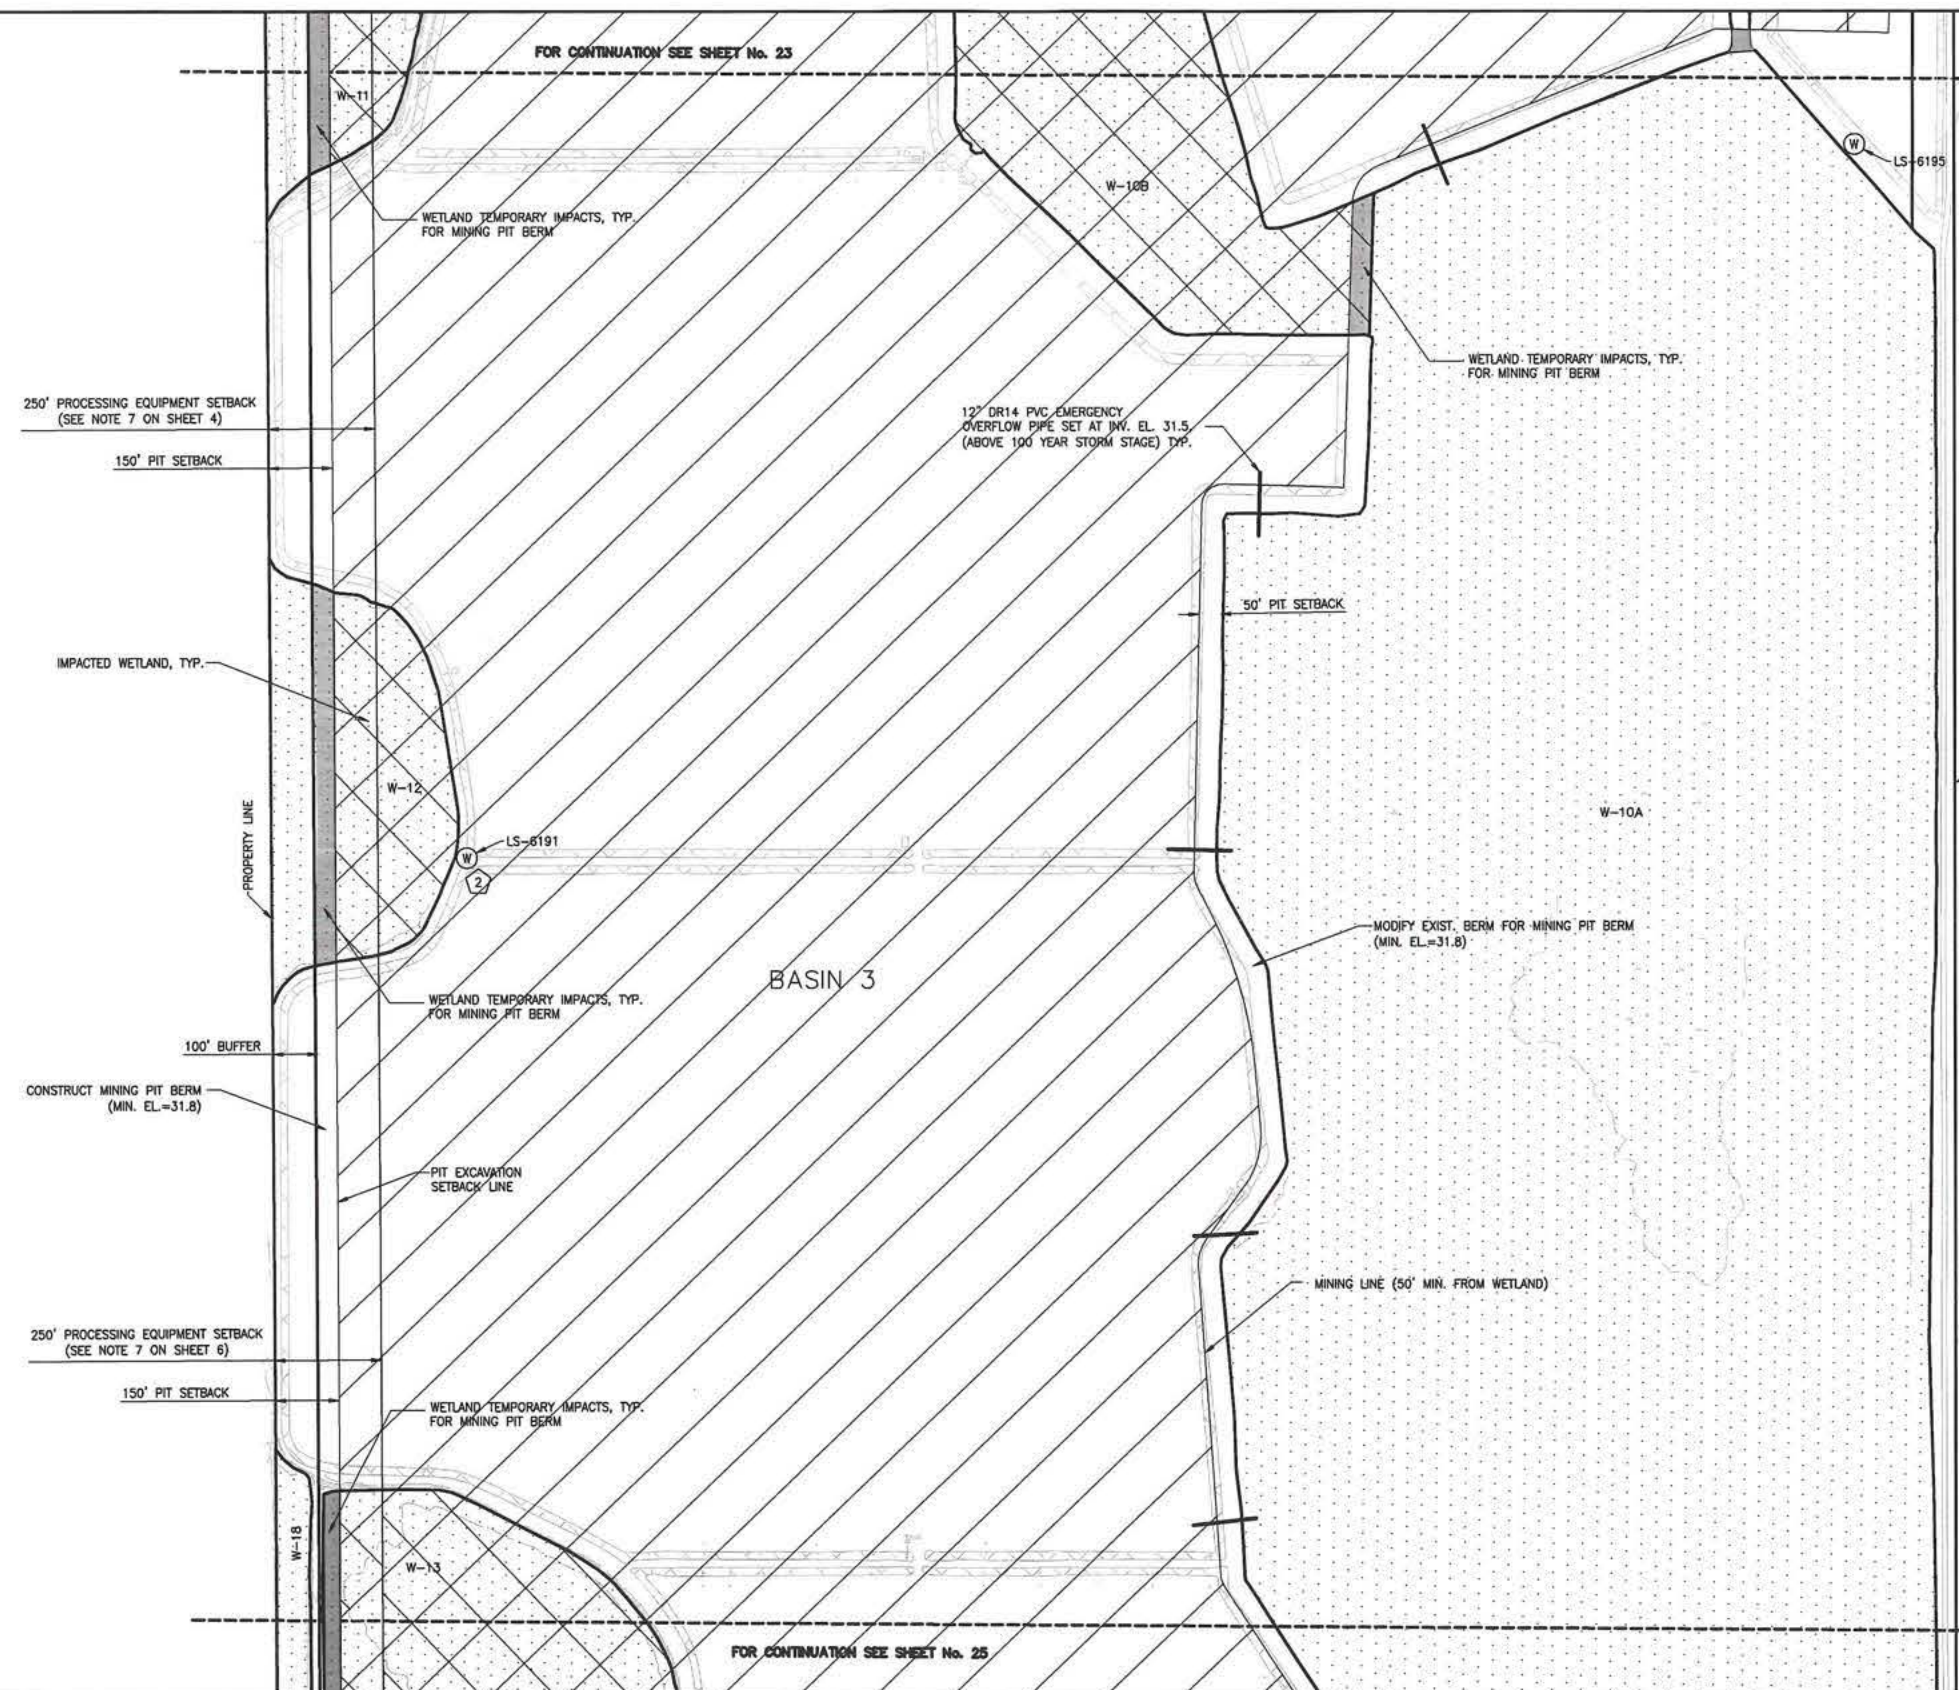 FOR CONTINUATION SEE SHEET No. 23
W-11
W
LS-6195
W-10B
WETLAND TEMPORARY IMPACTS, TYP.
FOR MINING PIT BERM
WETLAND TEMPORARY IMPACTS, TYP.
FOR MINING PIT BERM
250' PROCESSING EQUIPMENT SETBACK
(SEE NOTE 7 ON SHEET 4)
12" DR14 PVC EMERGENCY
OVERFLOW PIPE SET AT INV. EL. 31.5,
(ABOVE 100 YEAR STORM STAGE) TYP.
150' PIT SETBACK
50' PIT SETBACK
IMPACTED WETLAND, TYP.
W-12
PROPERTY LINE
W-10A
LS-6191
W
2
MODIFY EXIST. BERM FOR MINING PIT BERM
(MIN. EL.=31.8)
BASIN 3
WETLAND TEMPORARY IMPACTS, TYP.
FOR MINING PIT BERM
100' BUFFER
CONSTRUCT MINING PIT BERM
(MIN. EL.=31.8)
PIT EXCAVATION
SETBACK LINE
MINING LINE (50' MIN. FROM WETLAND)
250' PROCESSING EQUIPMENT SETBACK
(SEE NOTE 7 ON SHEET 6)
150' PIT SETBACK
WETLAND TEMPORARY IMPACTS, TYP.
FOR MINING PIT BERM
W-18
W-13
FOR CONTINUATION SEE SHEET No. 25